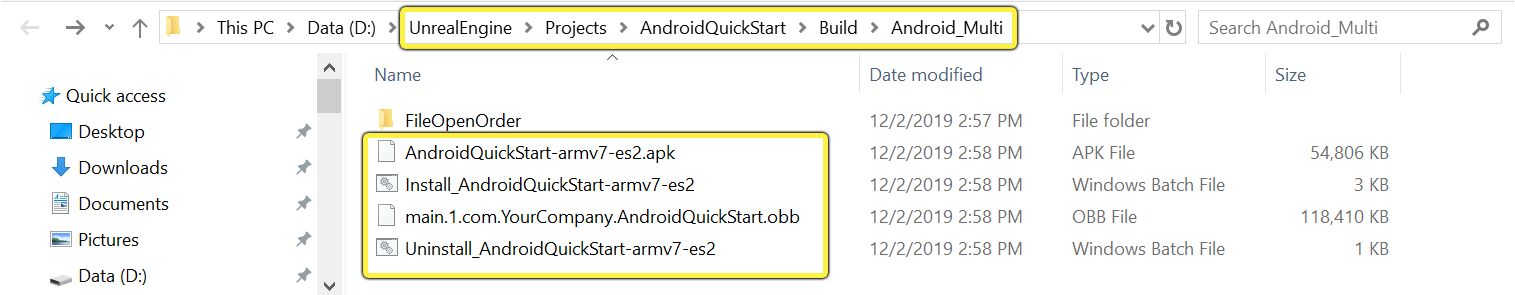 This PC > Data (D:) > UnrealEngine > Projects > AndroidQuickStart > Build > Android_Multi Search Android_Multi
Name Date modified Type Size
Quick access
Desktop
Downloads
Documents
Pictures
Data (D:)
FileOpenOrder 12/2/2019 2:57 PM File folder
AndroidQuickStart-armv7-es2.apk 12/2/2019 2:58 PM APK File 54,806 KB
Install_AndroidQuickStart-armv7-es2 12/2/2019 2:58 PM Windows Batch File 3 KB
main.1.com.YourCompany.AndroidQuickStart.obb 12/2/2019 2:58 PM OBB File 118,410 KB
Uninstall_AndroidQuickStart-armv7-es2 12/2/2019 2:58 PM Windows Batch File 1 KB